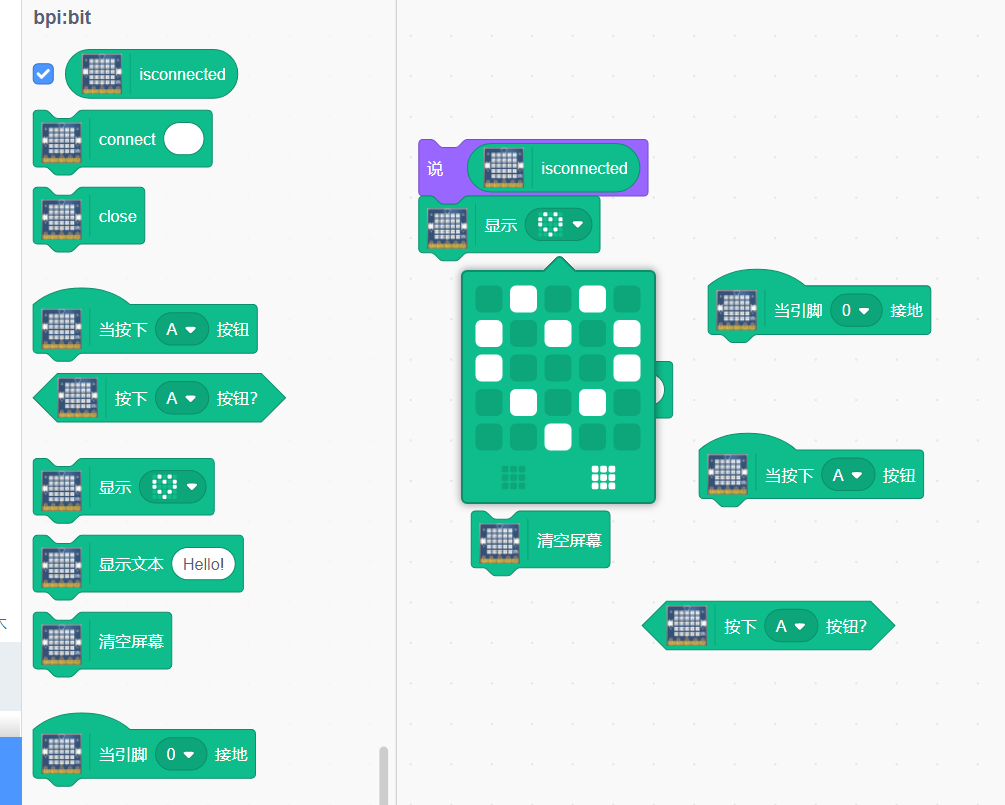 bpi:bit
isconnected
connect
close
当按下 A 按钮
按下 A 按钮?
显示
显示文本 Hello!
清空屏幕
当引脚 0 接地
说 isconnected
显示
当引脚 0 接地
当按下 A 按钮
清空屏幕
按下 A 按钮?